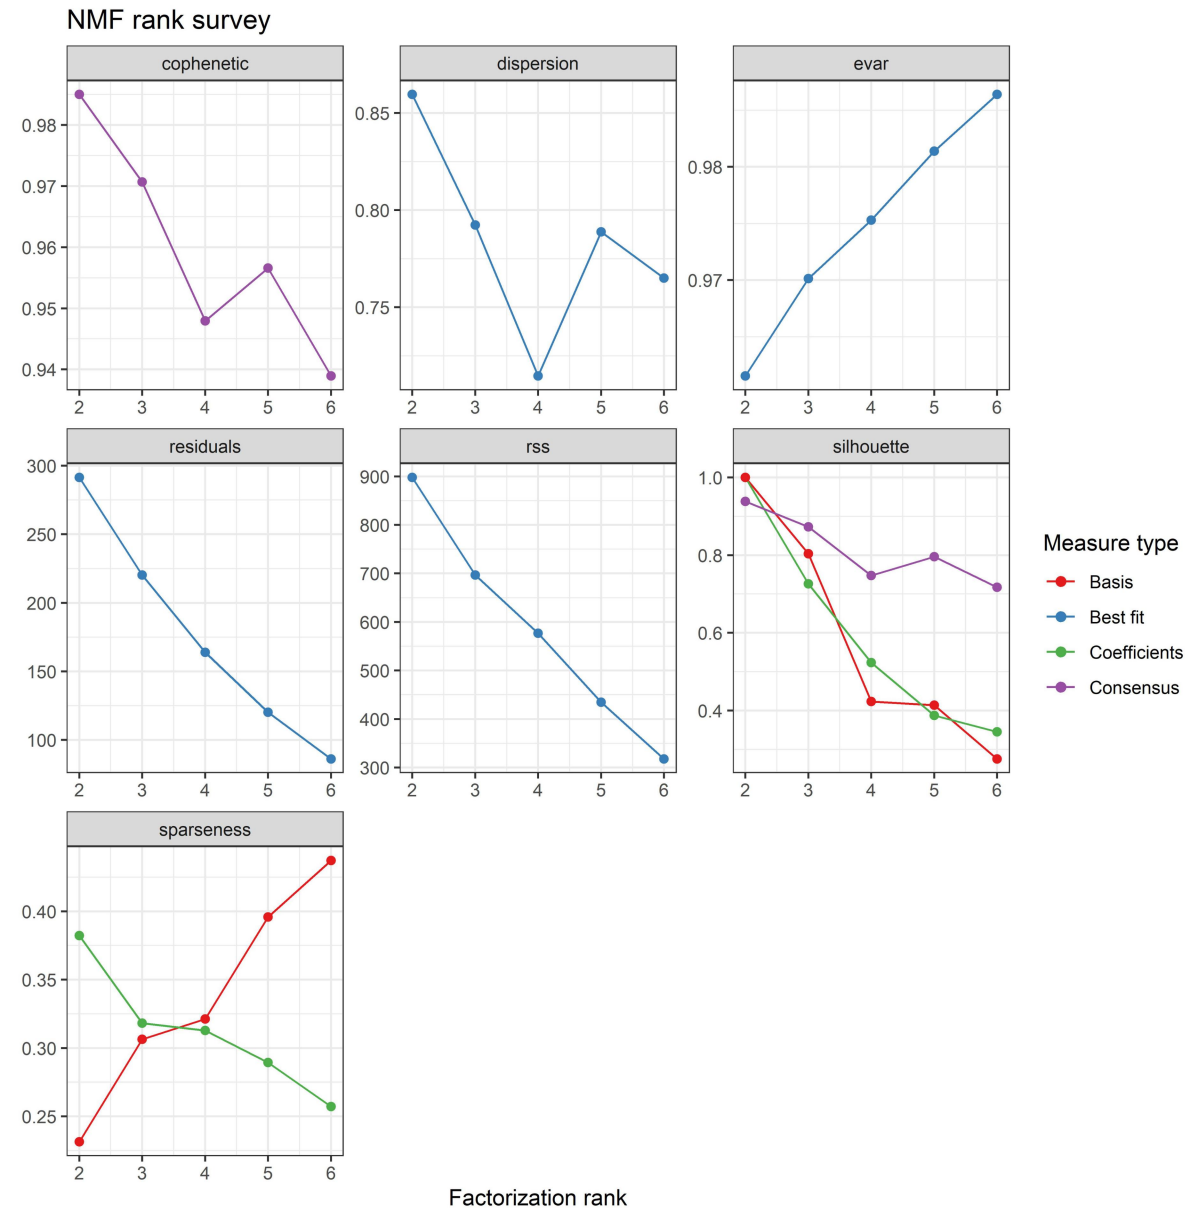 NMF rank survey
cophenetic
dispersion
evar
0.98
0.97
0.96
0.95
0.94
0.85
0.80
0.75
0.98
0.97
2 3 4 5 6
2 3 4 5 6
2 3 4 5 6
residuals
rss
silhouette
300
250
200
150
100
900
800
700
600
500
400
300
1.0
0.8
0.6
0.4
2 3 4 5 6
2 3 4 5 6
2 3 4 5 6
Measure type
Basis
Best fit
Coefficients
Consensus
sparseness
0.40
0.35
0.30
0.25
2 3 4 5 6
Factorization rank